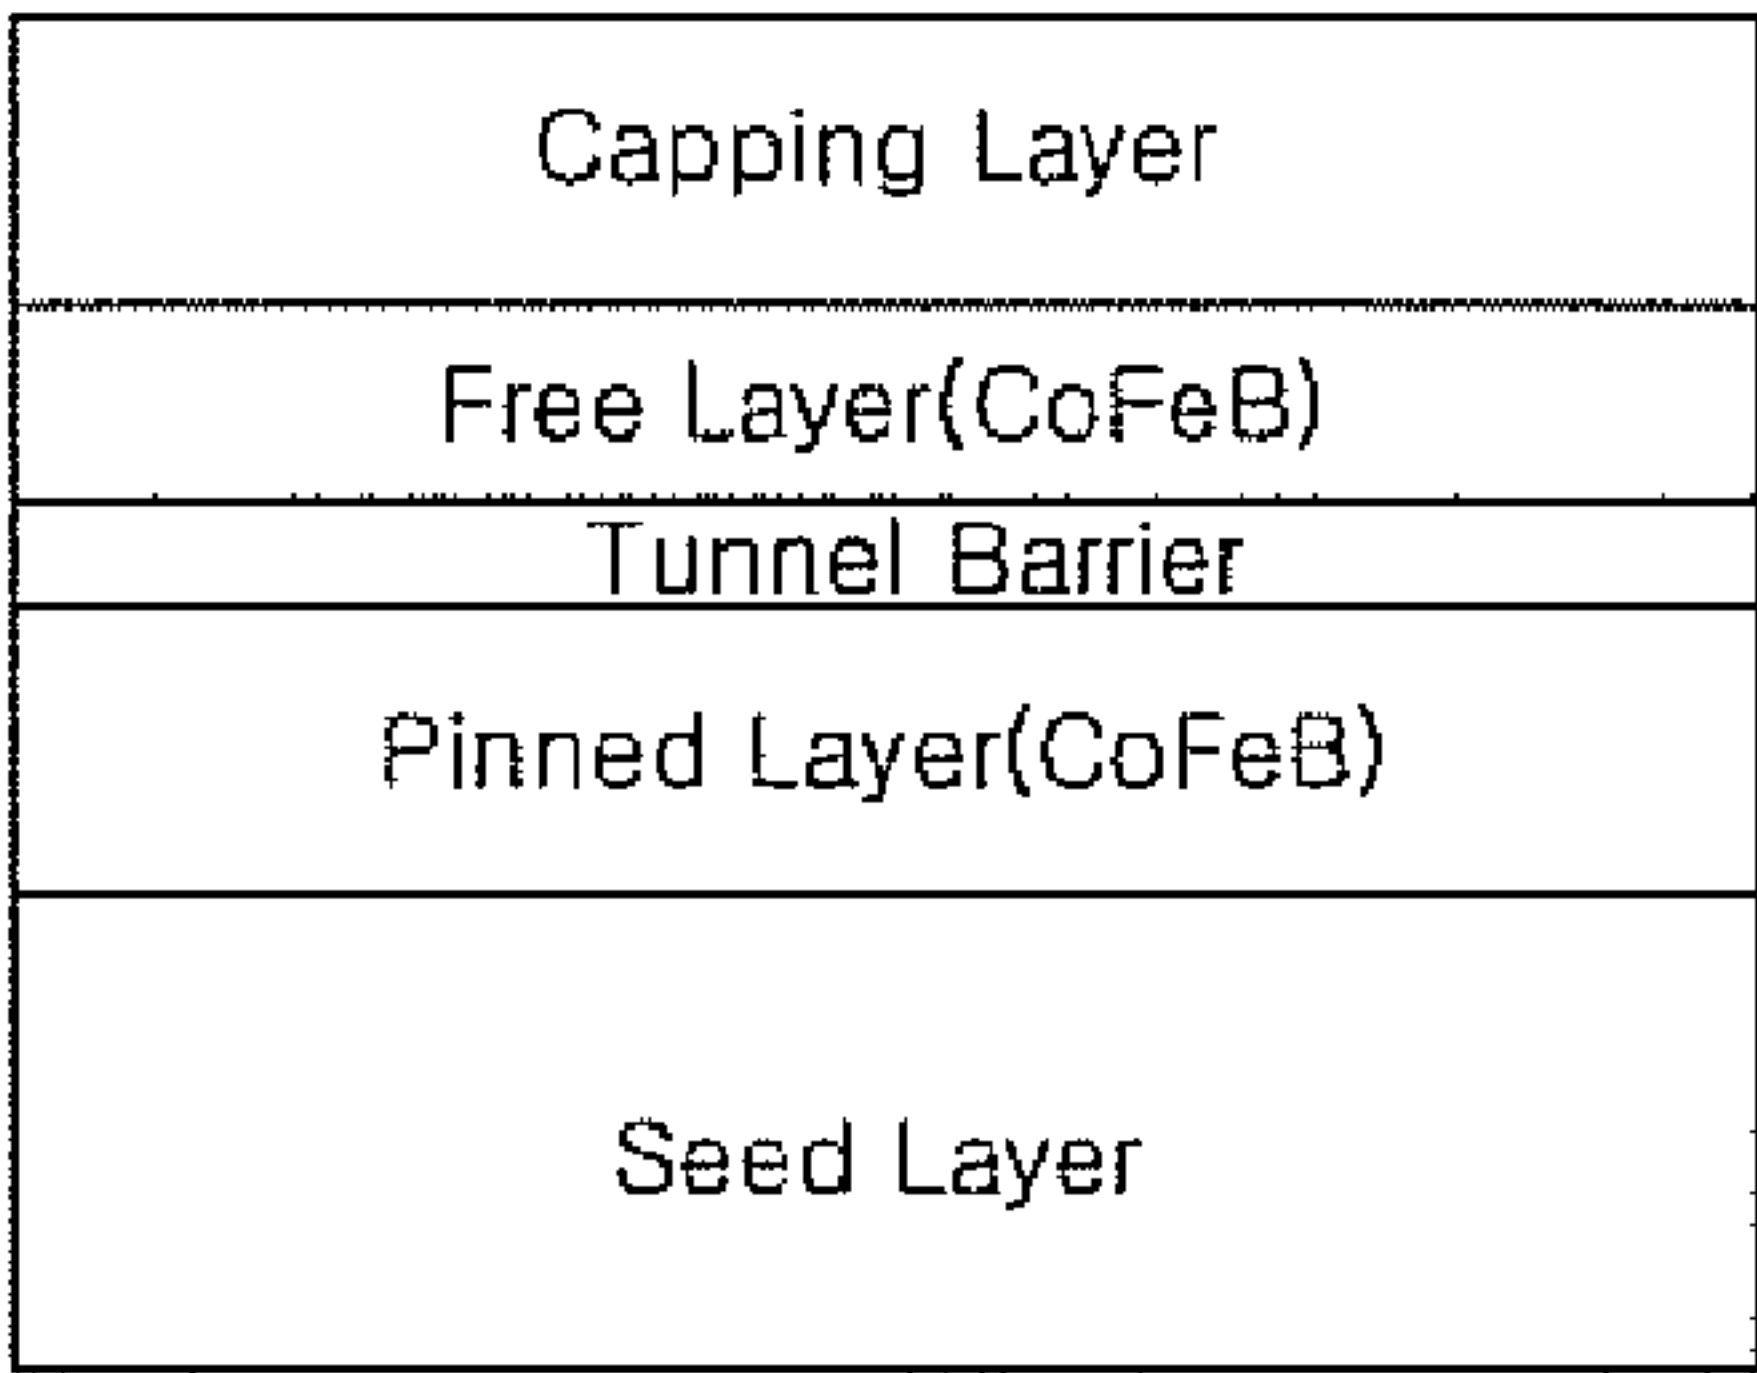 Capping Layer
Free Layer(CoFeB)
Tunnel Barrier
Pinned Layer(CoFeB)
Seed Layer